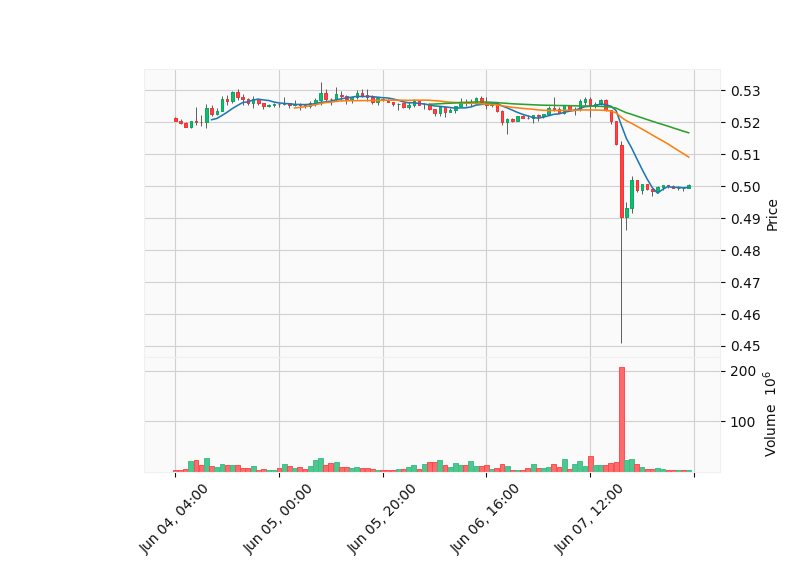 0.53
0.52
0.51
0.50
0.49
0.48
0.47
0.46
0.45
Price
200
100
Volume 10⁶
Jun 04, 04:00
Jun 05, 00:00
Jun 05, 20:00
Jun 06, 16:00
Jun 07, 12:00